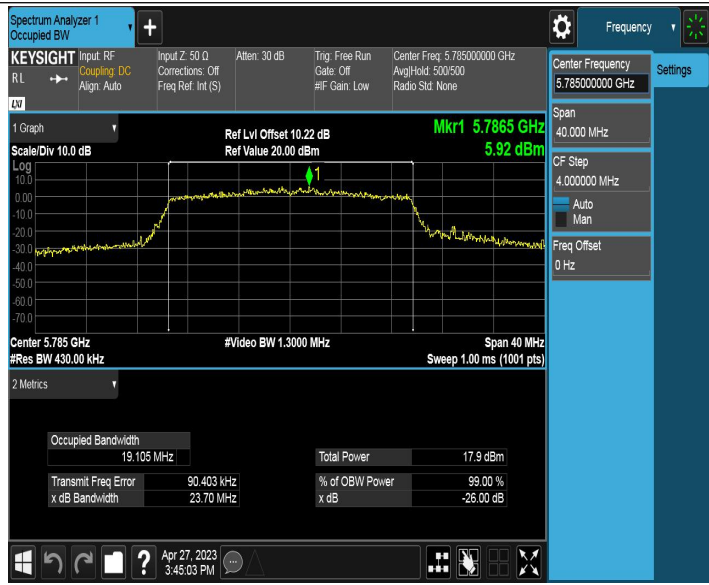 Spectrum Analyzer 1
Occupied BW
Frequency
KEYSIGHT
RL
LXI
Input: RF
Coupling: DC
Align: Auto
Input Z: 50 Ω
Corrections: Off
Freq Ref: Int (S)
Atten: 30 dB
Trig: Free Run
Gate: Off
#IF Gain: Low
Center Freq: 5.785000000 GHz
Avg|Hold: 500/500
Radio Std: None
Center Frequency
5.785000000 GHz
Settings
Span
40.000 MHz
CF Step
4.000000 MHz
Auto
Man
Freq Offset
0 Hz
1 Graph
Scale/Div 10.0 dB
Ref Lvl Offset 10.22 dB
Ref Value 20.00 dBm
Mkr1 5.7865 GHz
5.92 dBm
Log
10.0
0.00
-10.0
-20.0
-30.0
-40.0
-50.0
-60.0
-70.0
1
Center 5.785 GHz
#Res BW 430.00 kHz
#Video BW 1.3000 MHz
Span 40 MHz
Sweep 1.00 ms (1001 pts)
2 Metrics
Occupied Bandwidth
19.105 MHz
Transmit Freq Error 90.403 kHz
x dB Bandwidth 23.70 MHz
Total Power 17.9 dBm
% of OBW Power 99.00 %
x dB -26.00 dB
?
Apr 27, 2023
3:45:03 PM